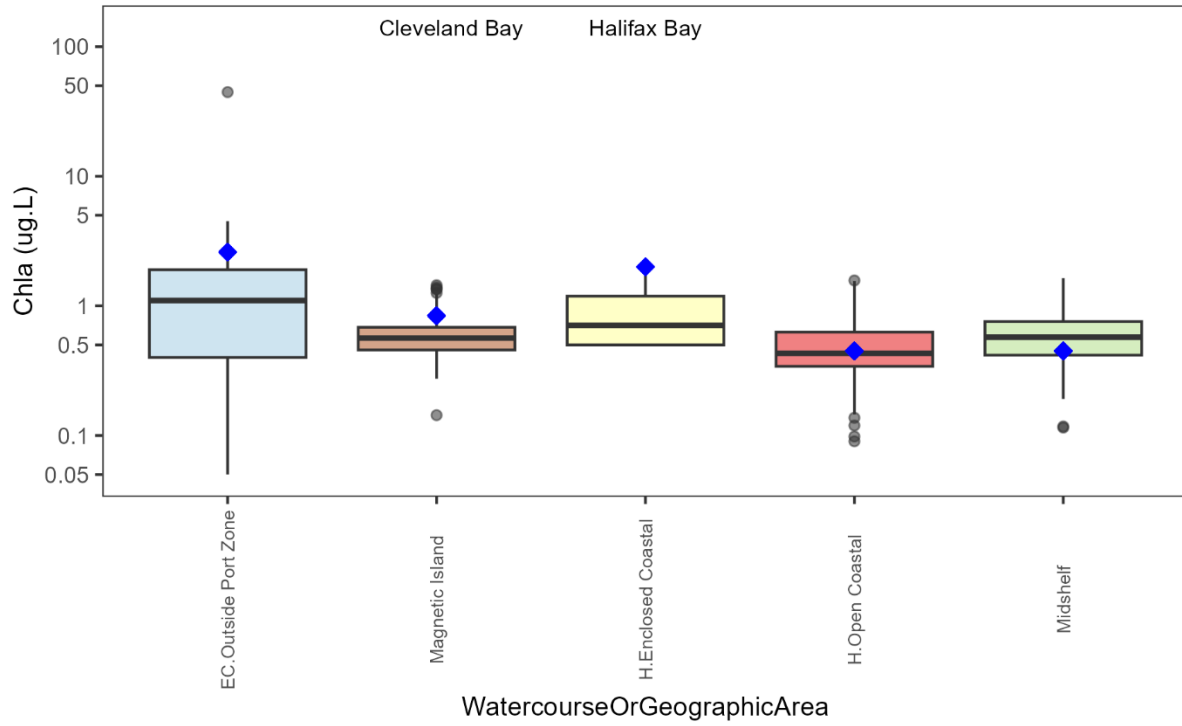 Cleveland Bay Halifax Bay
100
50
10
5
1
0.5
0.1
0.05
Chla (ug.L)
EC.Outside Port Zone
Magnetic Island
H.Enclosed Coastal
H.Open Coastal
Midshelf
WatercourseOrGeographicArea